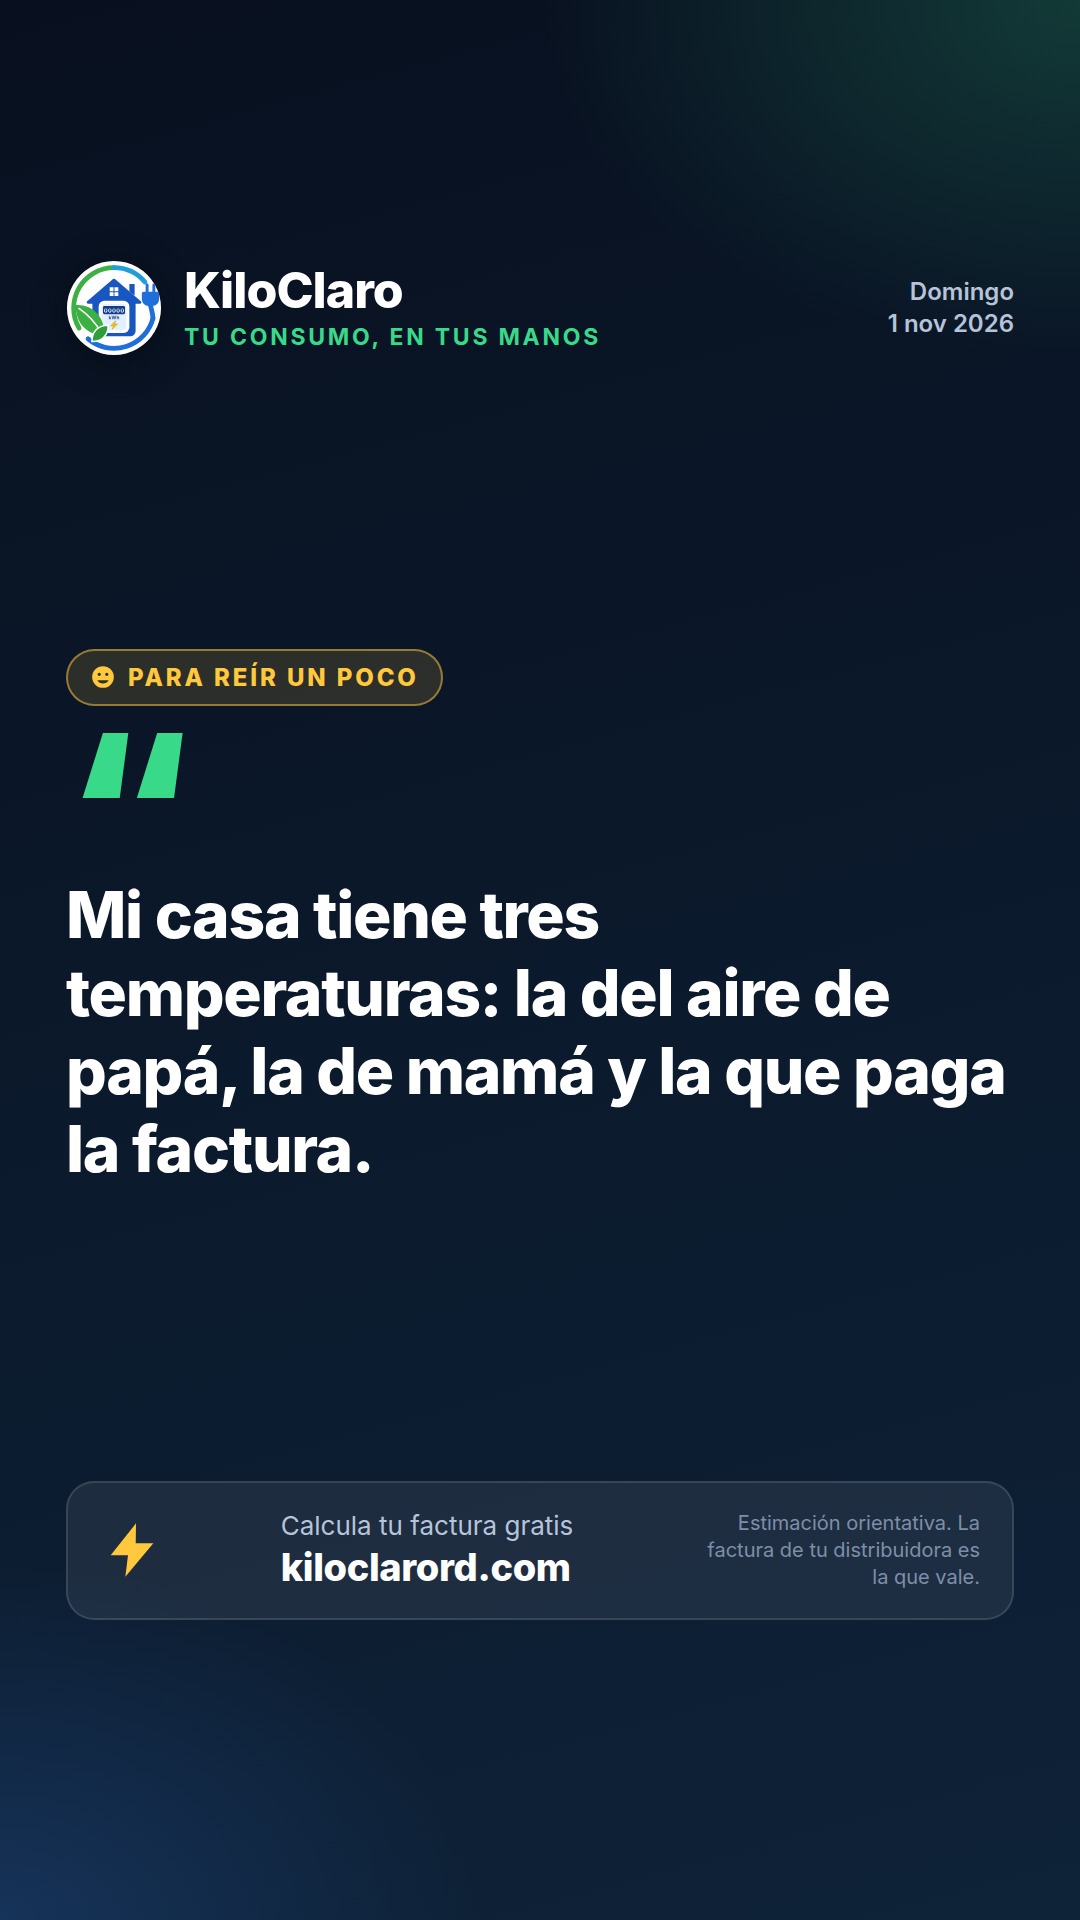 KiloClaro
TU CONSUMO, EN TUS MANOS
Domingo
1 nov 2026
PARA REÍR UN POCO
“
Mi casa tiene tres
temperaturas: la del aire de
papá, la de mamá y la que paga
la factura.
Calcula tu factura gratis
kiloclarord.com
Estimación orientativa. La
factura de tu distribuidora es
la que vale.